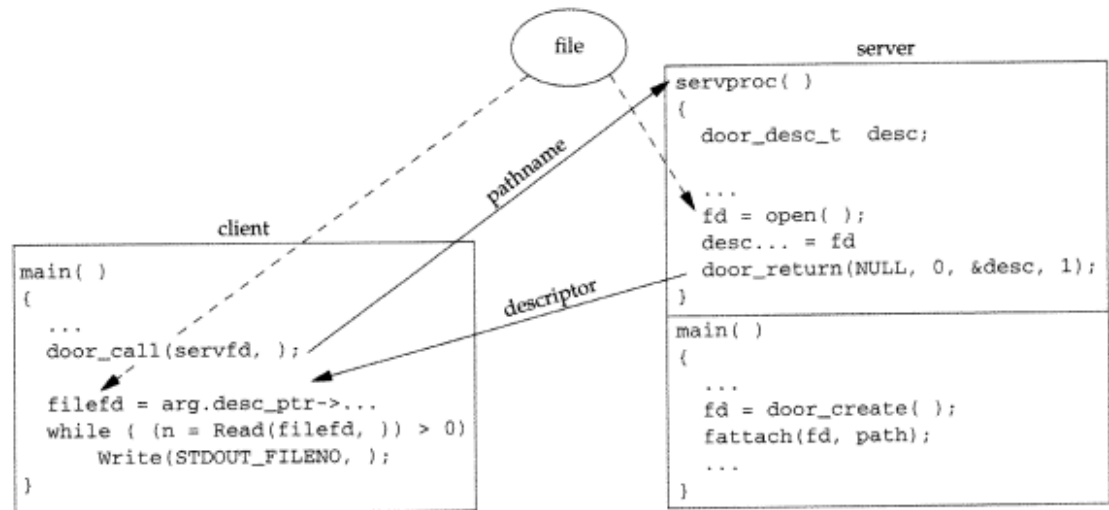 file
server
servproc( )
{
door_desc_t desc;
...
fd = open( );
desc... = fd
door_return(NULL, 0, &desc, 1);
}
main( )
{
...
fd = door_create( );
fattach(fd, path);
...
}
pathname
descriptor
client
main( )
{
...
door_call(servfd, );
filefd = arg.desc_ptr->...
while ( (n = Read(filefd, )) > 0)
Write(STDOUT_FILENO, );
}